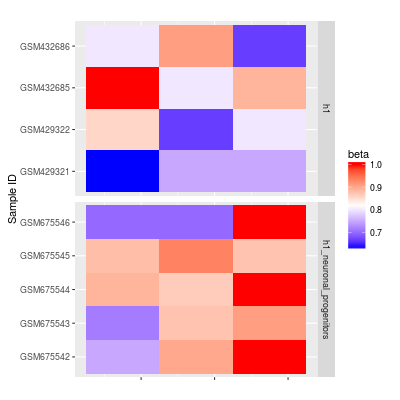 Sample ID
GSM432686
GSM432685
GSM429322
GSM429321
h1
GSM675546
GSM675545
GSM675544
GSM675543
GSM675542
h1_neuronal_progenitors
beta
1.0
0.9
0.8
0.7